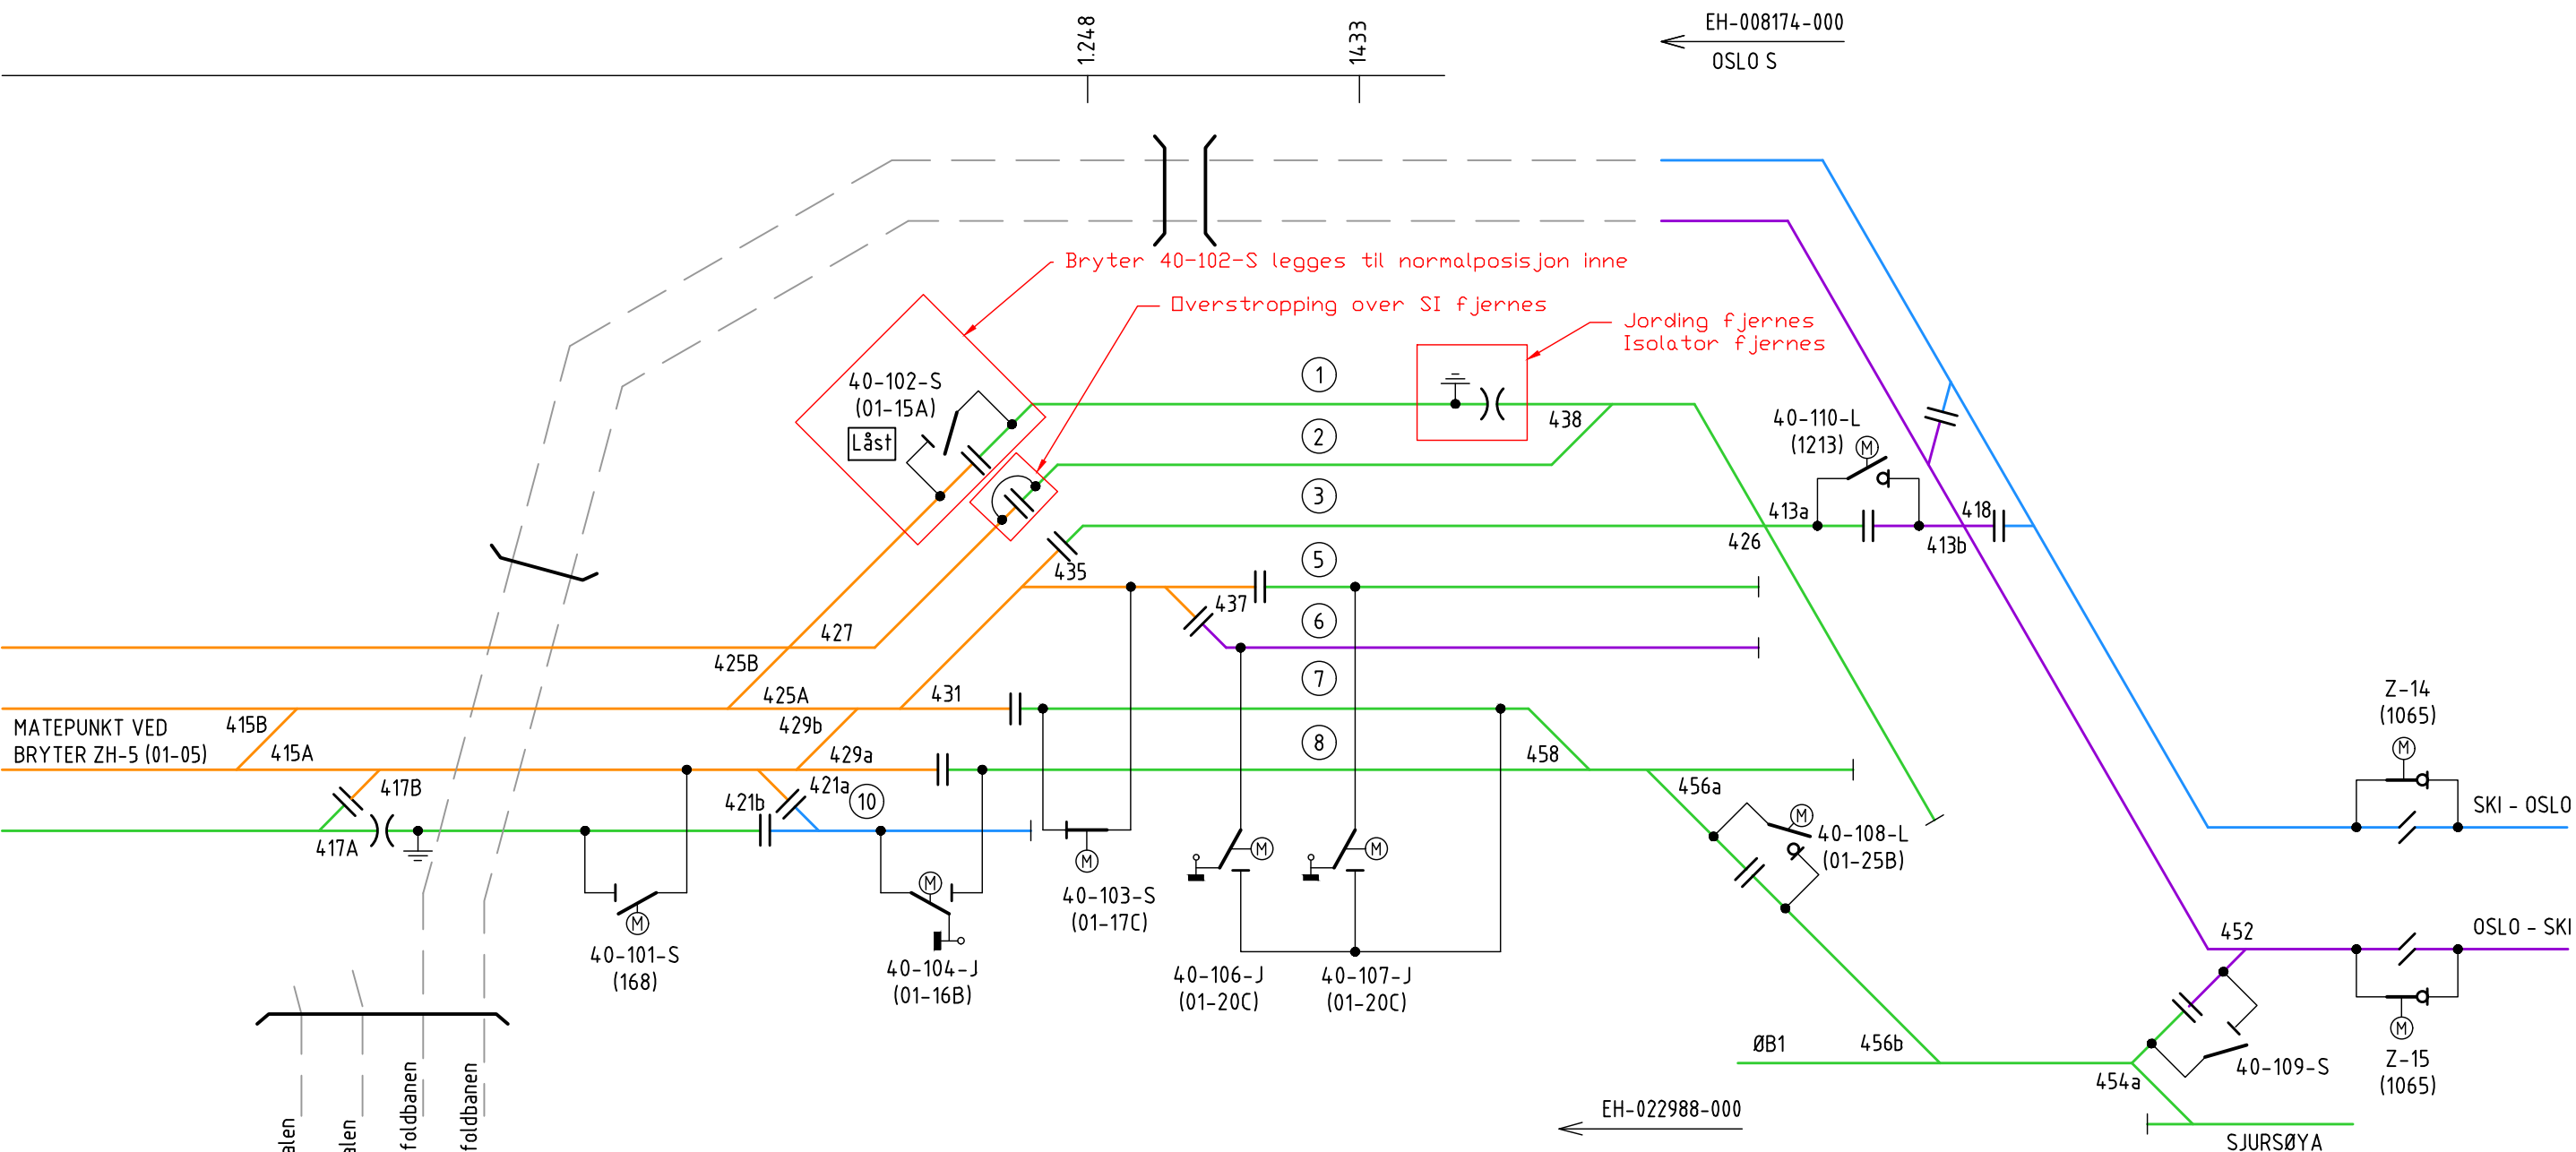 1.248
1433
EH-008174-000
OSLO S
Bryter 40-102-S legges til normalposisjon inne
Overstropping over SI fjernes
Jording fjernes
Isolator fjernes
40-102-S
(01-15A)
Låst
1
438
2
40-110-L
(1213)
M
3
413a
418
426
413b
435
5
437
6
427
425B
7
431
425A
415B
429b
MATEPUNKT VED
BRYTER ZH-5 (01-05)
415A
429a
8
458
Z-14
(1065)
M
417B
421a
421b
10
456a
SKI - OSLO
417A
M
40-108-L
(01-25B)
M
M
M
M
40-103-S
(01-17C)
M
40-101-S
(168)
40-104-J
(01-16B)
40-106-J
(01-20C)
40-107-J
(01-20C)
452
OSLO - SKI
M
Z-15
(1065)
ØB1
456b
454a
40-109-S
EH-022988-000
SJURSØYA
alen
alen
foldbanen
foldbanen